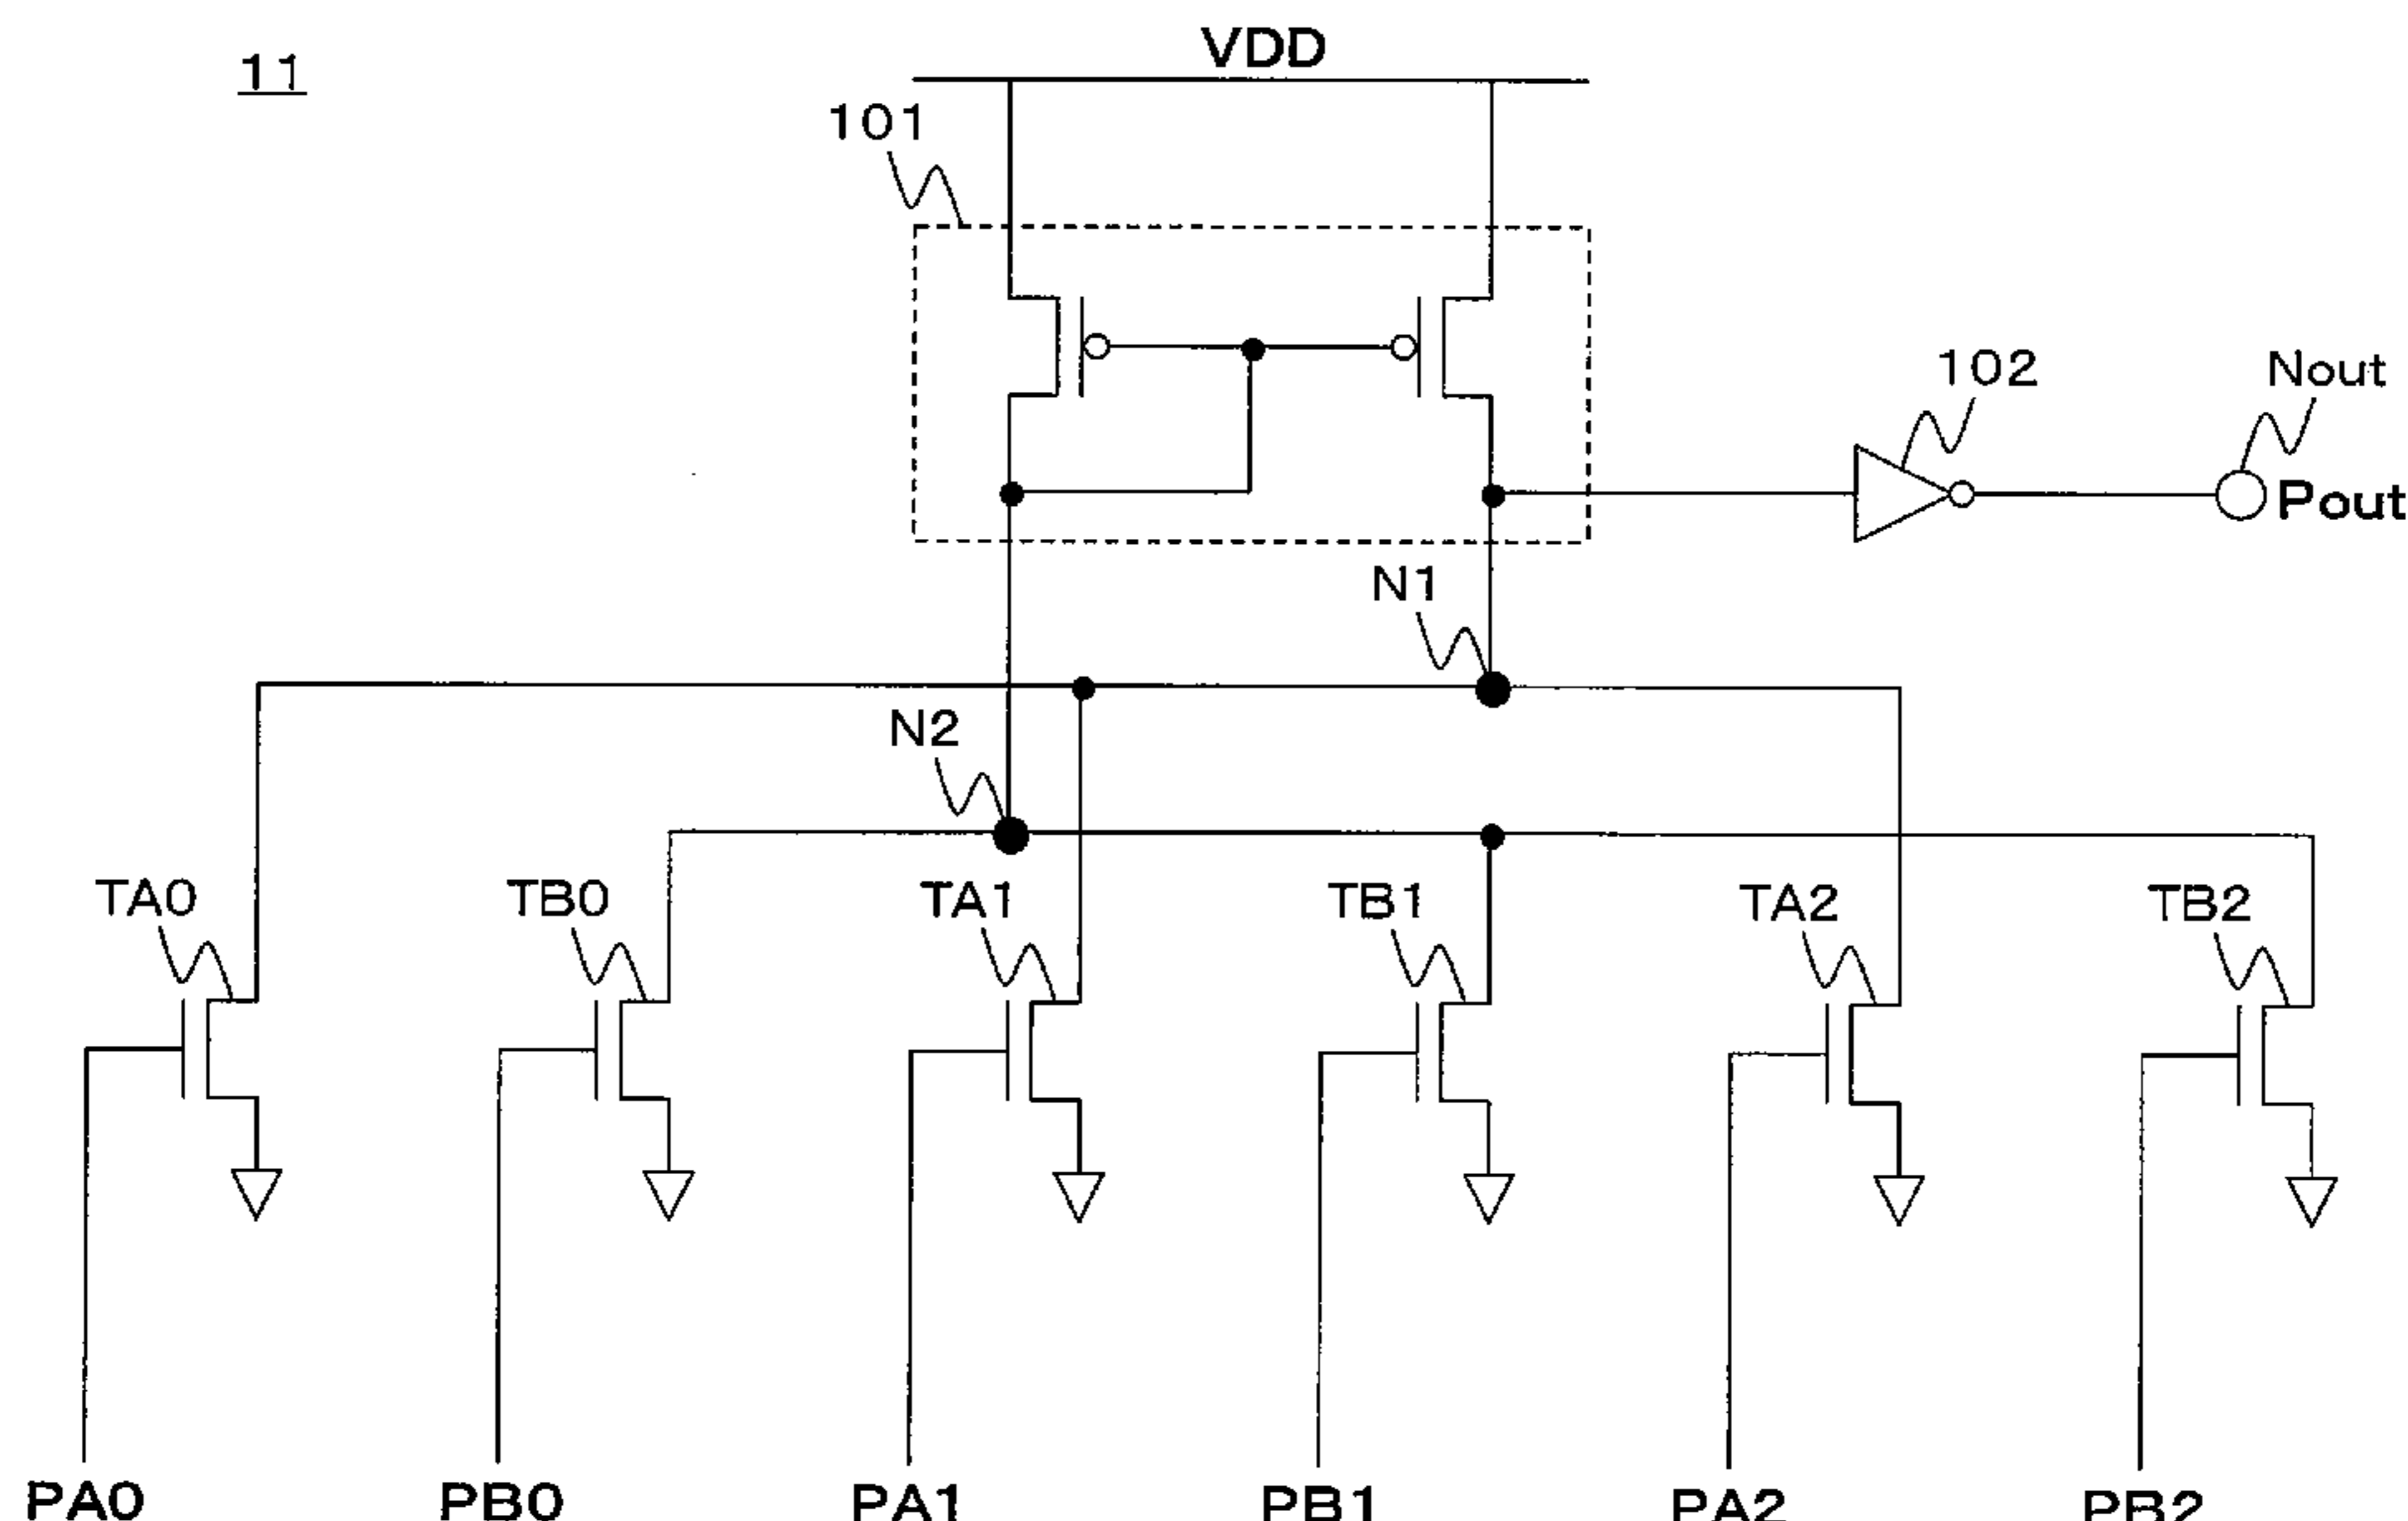 11
VDD
101
102
Nout
Pout
N1
N2
TA0 TB0 TA1 TB1 TA2 TB2
PA0 PB0 PA1 PB1 PA2 PB2